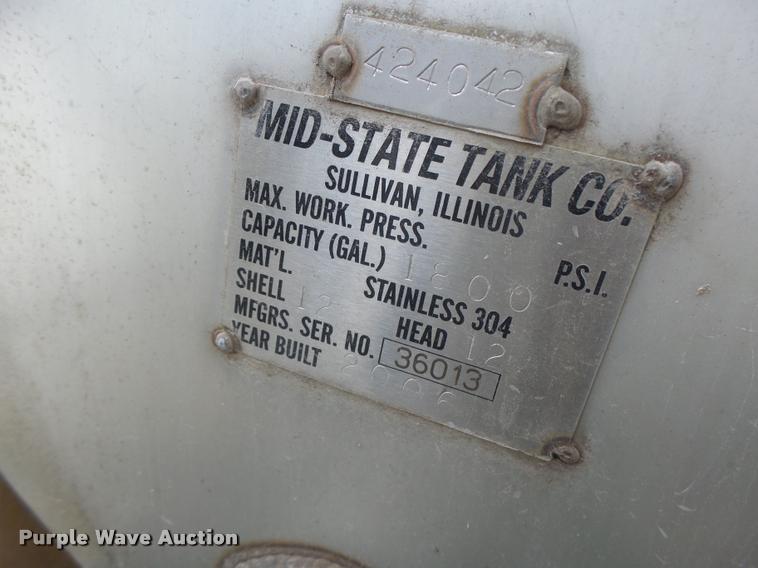 424042
MID-STATE TANK CO.
SULLIVAN, ILLINOIS
MAX. WORK. PRESS. P.S.I.
CAPACITY (GAL.) 1800
MAT'L. STAINLESS 304
SHELL 12 HEAD 12
MFGRS. SER. NO. 36013
YEAR BUILT 2006
Purple Wave Auction